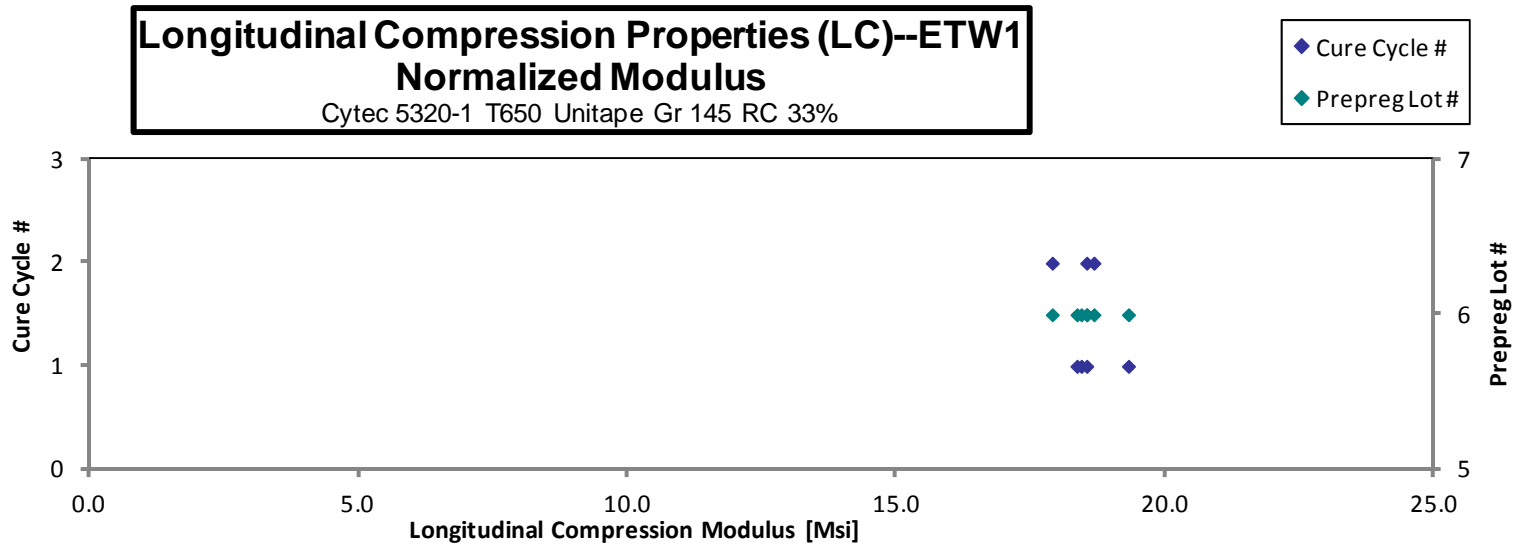 Longitudinal Compression Properties (LC)--ETW1
Normalized Modulus
Cytec 5320-1 T650 Unitape Gr 145 RC 33%
Cure Cycle #
Prepreg Lot #
3
2
1
0
Cure Cycle #
7
6
5
Prepreg Lot #
0.0 5.0 10.0 15.0 20.0 25.0
Longitudinal Compression Modulus [Msi]